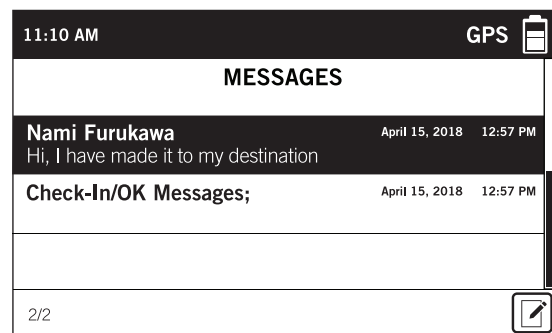 11:10 AM GPS
MESSAGES
Nami Furukawa April 15, 2018 12:57 PM
Hi, I have made it to my destination
Check-In/OK Messages; April 15, 2018 12:57 PM
2/2